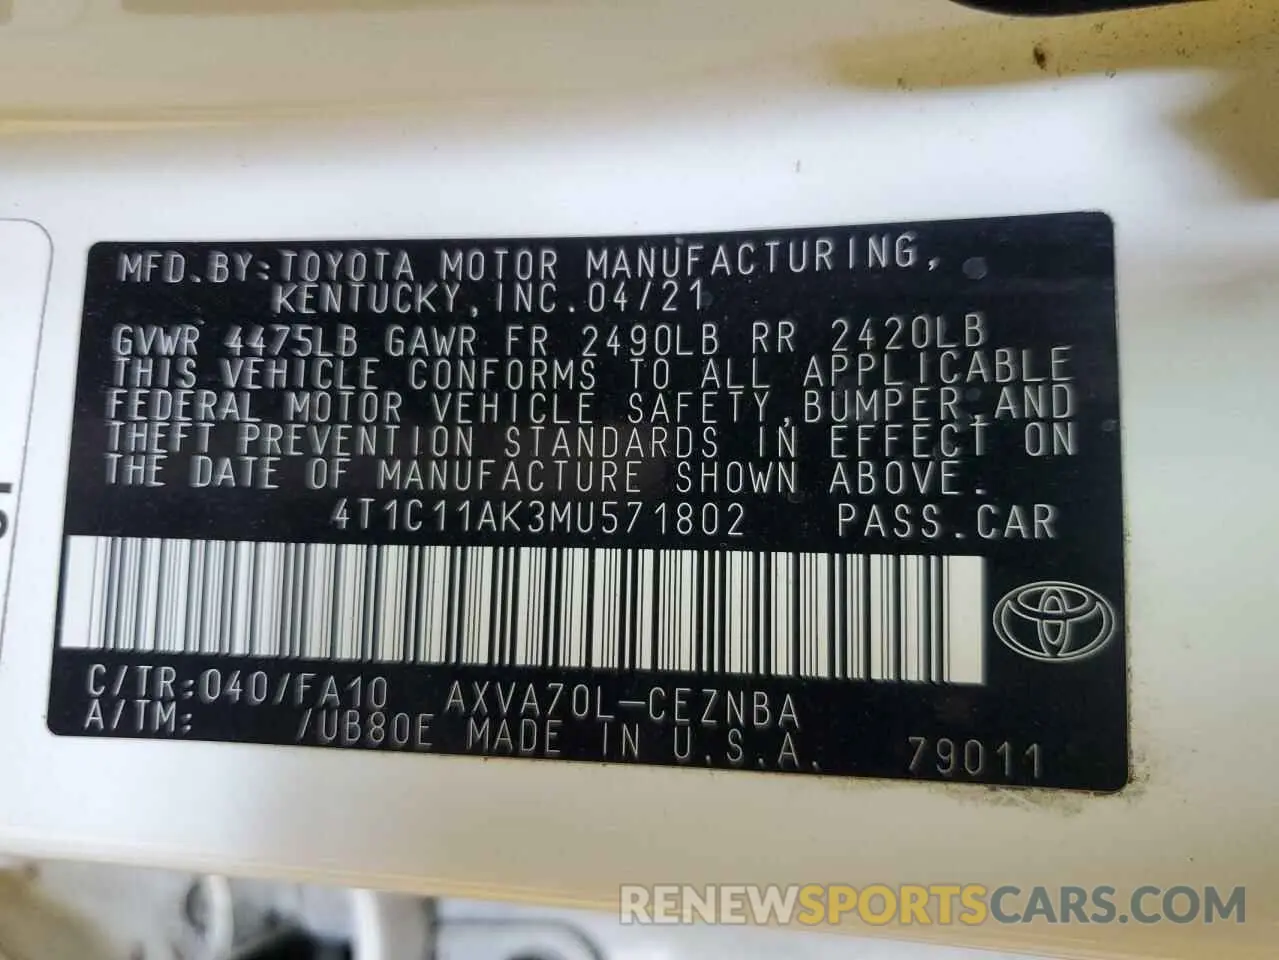 MFD. BY: TOYOTA MOTOR MANUFACTURING,
KENTUCKY, INC. 04/21
GVWR 4475LB GAWR FR 2490LB RR 2420LB
THIS VEHICLE CONFORMS TO ALL APPLICABLE
FEDERAL MOTOR VEHICLE SAFETY, BUMPER, AND
THEFT PREVENTION STANDARDS IN EFFECT ON
THE DATE OF MANUFACTURE SHOWN ABOVE.
4T1C11AK3MU571802 PASS. CAR
C/TR: 040/FA10 AXVA70L-CEZNBA
A/TM: /UB80E MADE IN U.S.A. 79011
RENEWSPORTSCARS.COM